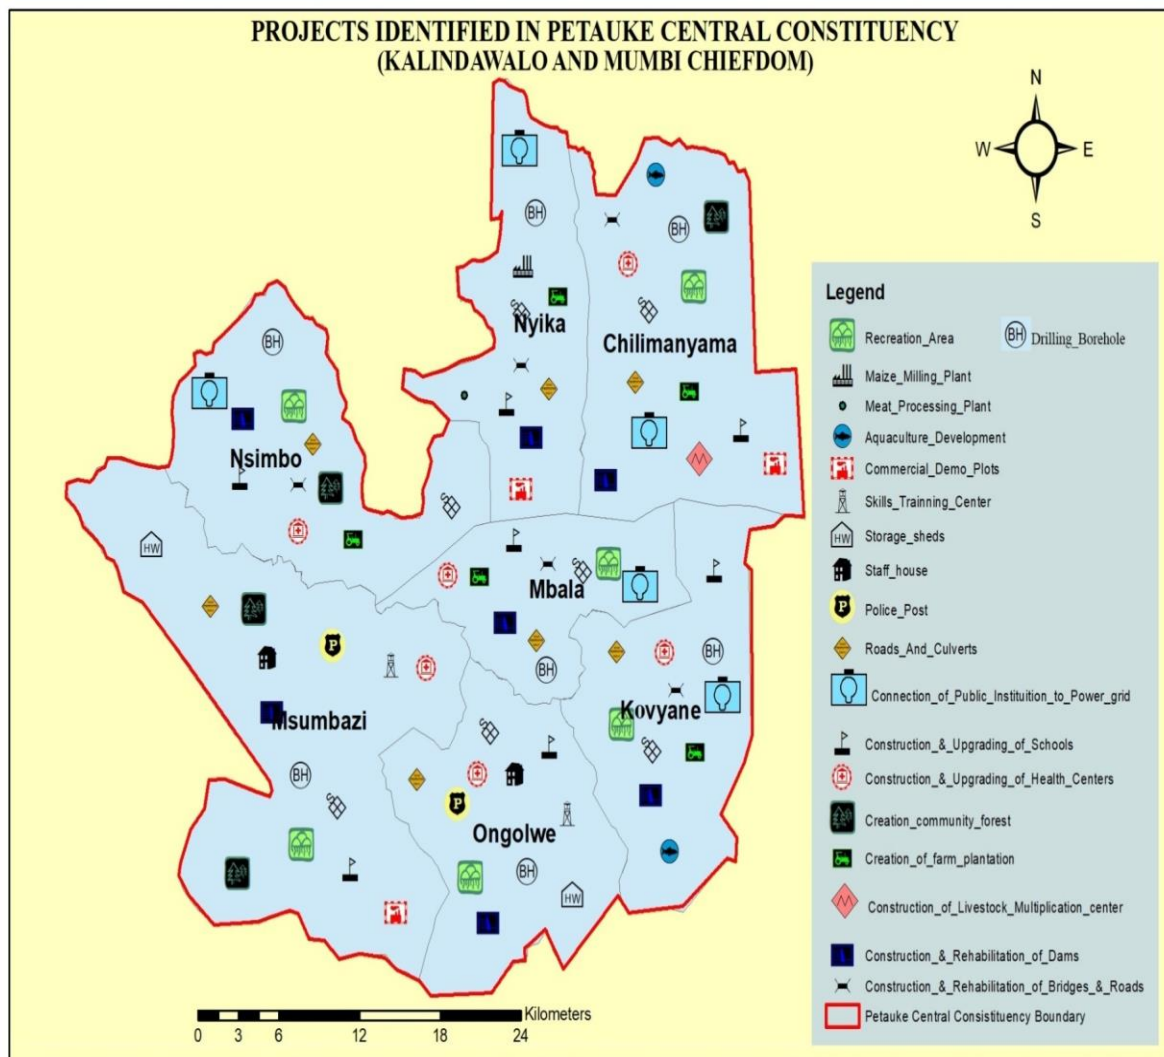 PROJECTS IDENTIFIED IN PETAUKE CENTRAL CONSTITUENCY
(KALINDAWALO AND MUMBI CHIEFDOM)
N
W E
S
BH
BH
BH
S
S
Nyika
Chilimanyama
BH
Nsimbo
S
HW
S
Mbala
P
BH
BH
Msumbazi
Kovyane
S
S
BH
P
S
Ongolwe
BH
HW
0 3 6 12 18 24
Kilometers
Legend
Recreation_Area
BH Drilling_Borehole
Maize_Milling_Plant
Meat_Processing_Plant
Aquaculture_Development
Commercial_Demo_Plots
Skills_Trainning_Center
HW Storage_sheds
Staff_house
P Police_Post
Roads_And_Culverts
Connection_of_Public_Instituition_to_Power_grid
Construction_&_Upgrading_of_Schools
Construction_&_Upgrading_of_Health_Centers
Creation_community_forest
Creation_of_farm_plantation
Construction_of_Livestock_Multiplication_center
Construction_&_Rehabilitation_of_Dams
Construction_&_Rehabilitation_of_Bridges_&_Roads
Petauke Central Consistituency Boundary